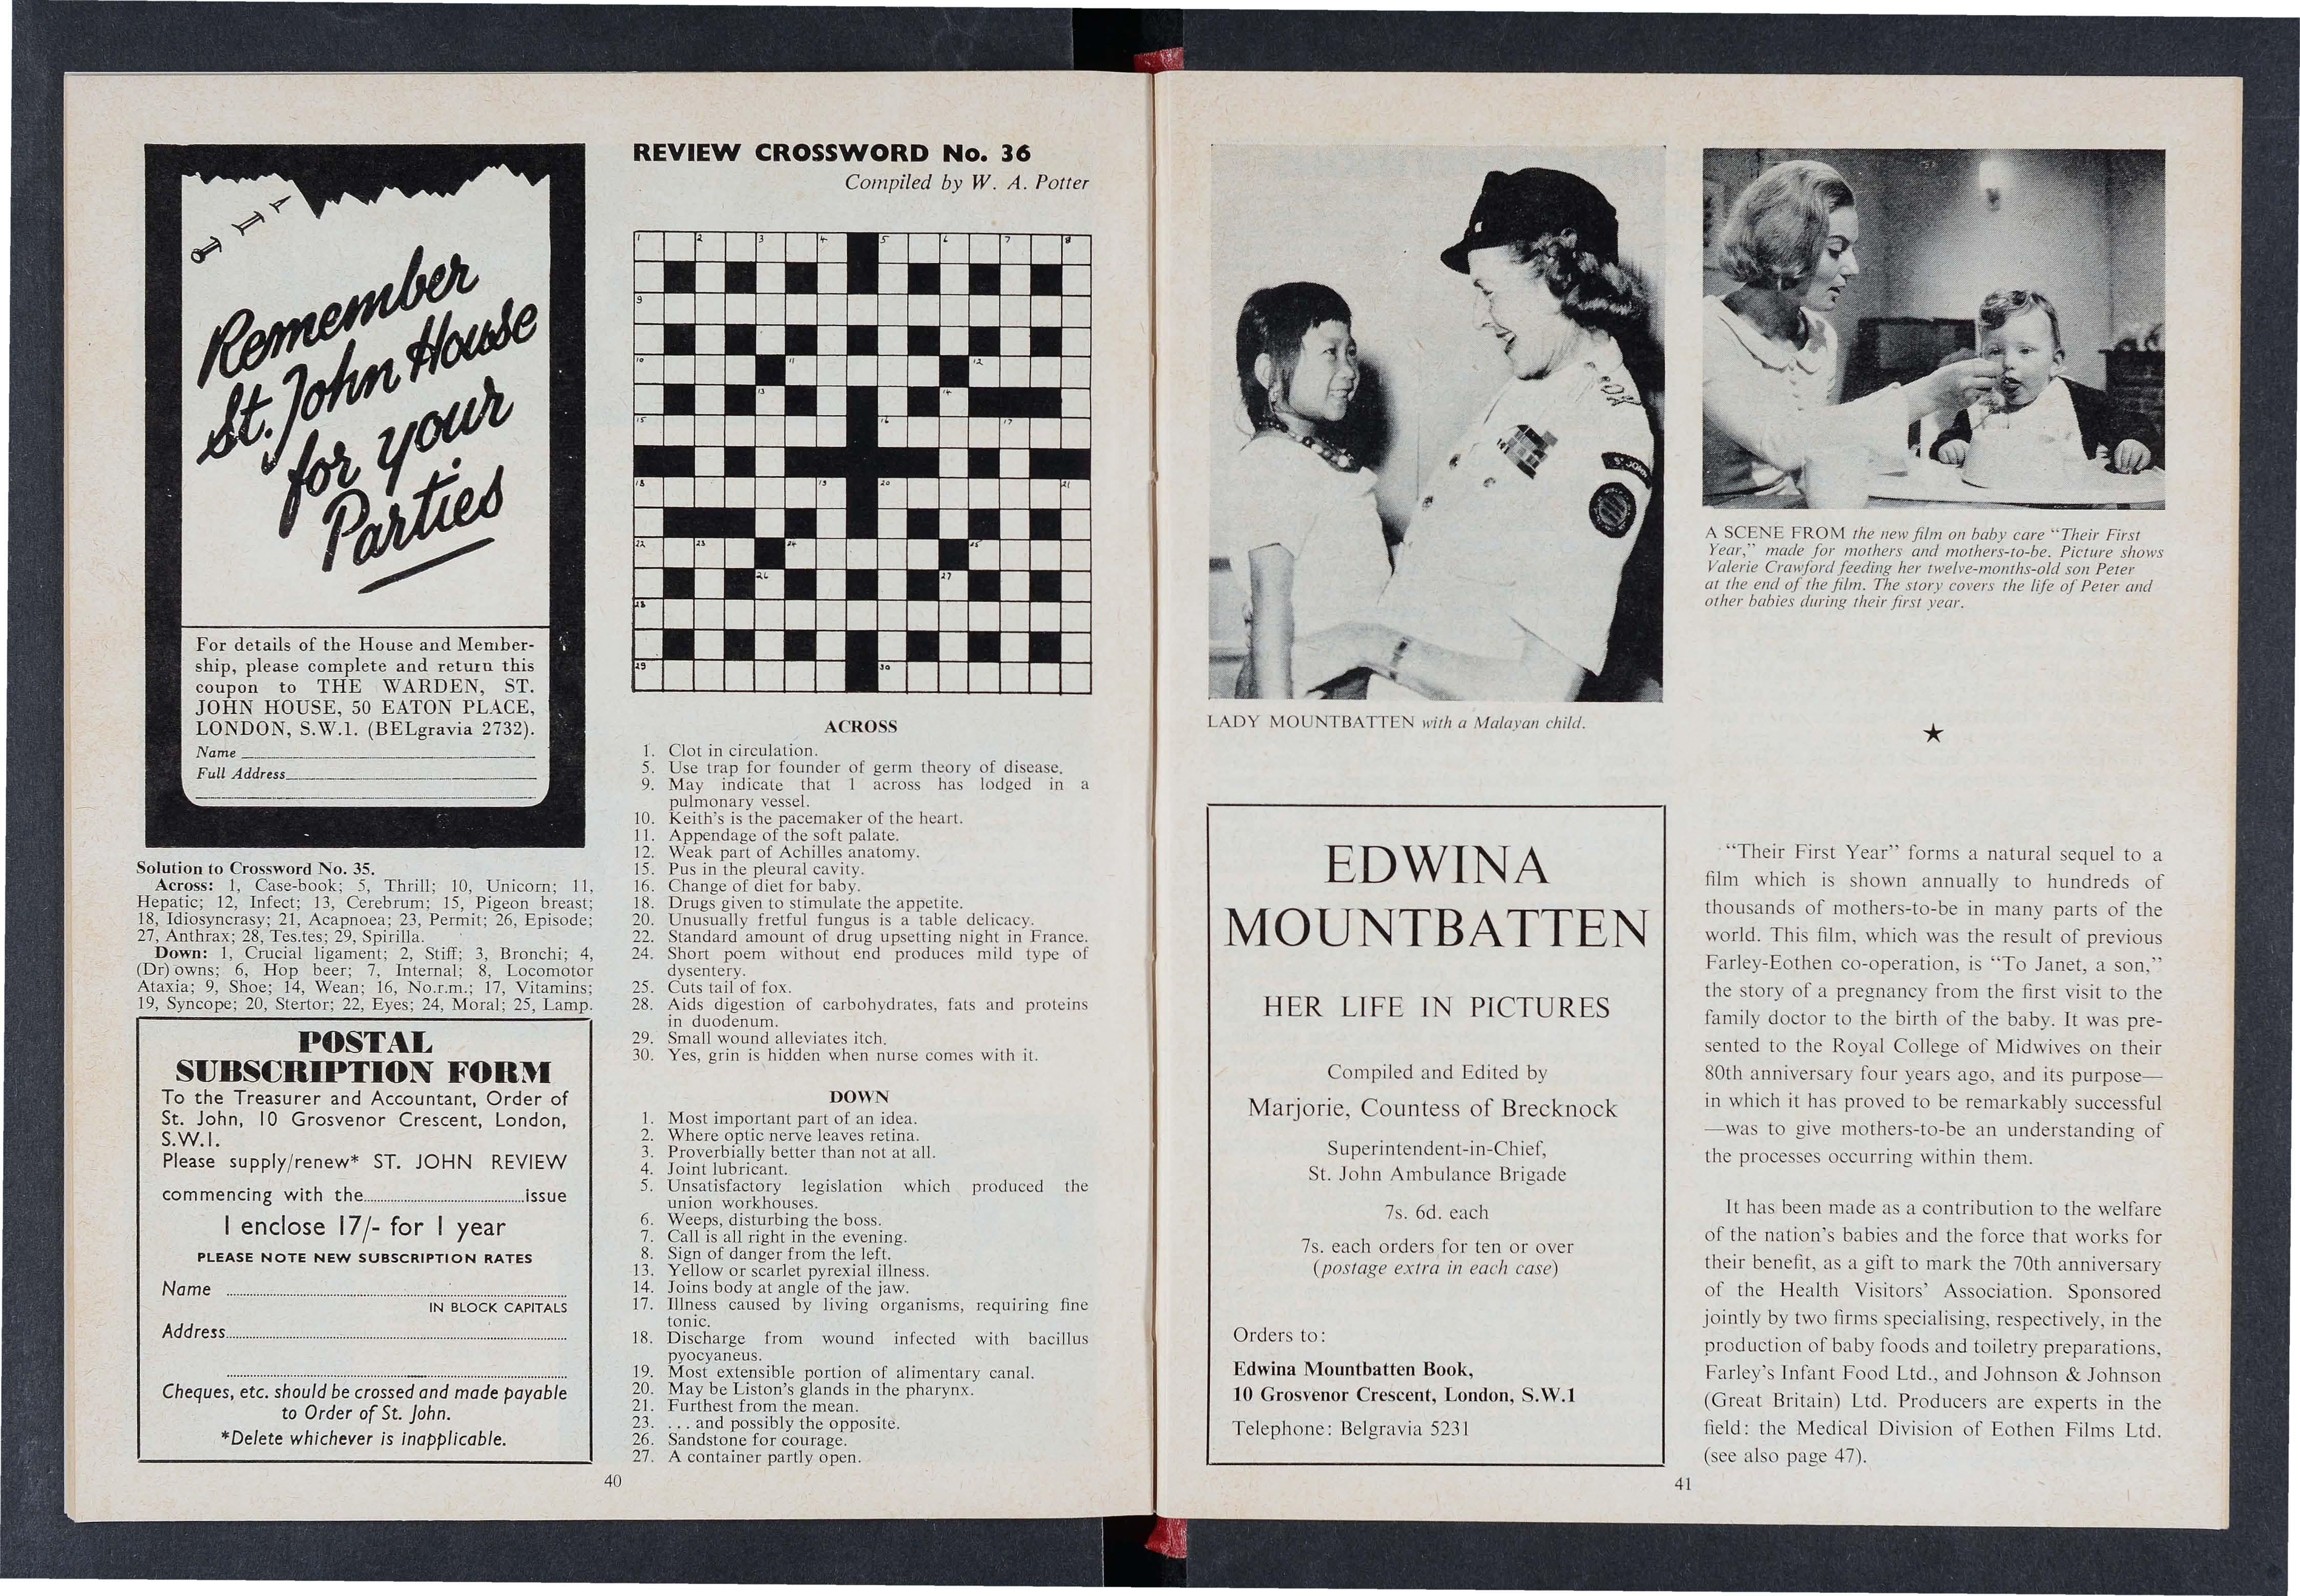 Remember
St. John House
for your
Parties
For details of the House and Member-
ship, please complete and return this
coupon to THE WARDEN, ST.
JOHN HOUSE, 50 EATON PLACE,
LONDON, S.W.1. (BELgravia 2732).
Name
Full Address
Solution to Crossword No. 35.
Across: 1, Case-book; 5, Thrill; 10, Unicorn; 11,
Hepatic; 12, Infect; 13, Cerebrum; 15, Pigeon breast;
18, Idiosyncrasy; 21, Acapnoea; 23, Permit; 26, Episode;
27, Anthrax; 28, Tes.tes; 29, Spirilla.
Down: 1, Crucial ligament; 2, Stiff; 3, Bronchi; 4,
(Dr) owns; 6, Hop beer; 7, Internal; 8, Locomotor
Ataxia; 9, Shoe; 14, Wean; 16, No.r.m.; 17, Vitamins;
19, Syncope; 20, Stertor; 22, Eyes; 24, Moral; 25, Lamp.
POSTAL
SUBSCRIPTION FORM
To the Treasurer and Accountant, Order of
St. John, 10 Grosvenor Crescent, London,
S.W.1.
Please supply/renew* ST. JOHN REVIEW
commencing with the issue
I enclose 17/- for 1 year
PLEASE NOTE NEW SUBSCRIPTION RATES
Name
IN BLOCK CAPITALS
Address
Cheques, etc. should be crossed and made payable
to Order of St. John.
*Delete whichever is inapplicable.
REVIEW CROSSWORD No. 36
Compiled by W. A. Potter
1 2 3 4 5 6 7 8
9
10 11 12
13 14
15 16 17
18 19 20 21
22 23 24 25
26 27
28
29 30
ACROSS
1. Clot in circulation.
5. Use trap for founder of germ theory of disease.
9. May indicate that 1 across has lodged in a
pulmonary vessel.
10. Keith's is the pacemaker of the heart.
11. Appendage of the soft palate.
12. Weak part of Achilles anatomy.
15. Pus in the pleural cavity.
16. Change of diet for baby.
18. Drugs given to stimulate the appetite.
20. Unusually fretful fungus is a table delicacy.
22. Standard amount of drug upsetting night in France.
24. Short poem without end produces mild type of
dysentery.
25. Cuts tail of fox.
28. Aids digestion of carbohydrates, fats and proteins
in duodenum.
29. Small wound alleviates itch.
30. Yes, grin is hidden when nurse comes with it.
DOWN
1. Most important part of an idea.
2. Where optic nerve leaves retina.
3. Proverbially better than not at all.
4. Joint lubricant.
5. Unsatisfactory legislation which produced the
union workhouses.
6. Weeps, disturbing the boss.
7. Call is all right in the evening.
8. Sign of danger from the left.
13. Yellow or scarlet pyrexial illness.
14. Joins body at angle of the jaw.
17. Illness caused by living organisms, requiring fine
tonic.
18. Discharge from wound infected with bacillus
pyocyaneus.
19. Most extensible portion of alimentary canal.
20. May be Liston's glands in the pharynx.
21. Furthest from the mean.
23. . . . and possibly the opposite.
26. Sandstone for courage.
27. A container partly open.
40
ST JOHN
LADY MOUNTBATTEN with a Malayan child.
EDWINA
MOUNTBATTEN
HER LIFE IN PICTURES
Compiled and Edited by
Marjorie, Countess of Brecknock
Superintendent-in-Chief,
St. John Ambulance Brigade
7s. 6d. each
7s. each orders for ten or over
(postage extra in each case)
Orders to:
Edwina Mountbatten Book,
10 Grosvenor Crescent, London, S.W.1
Telephone: Belgravia 5231
A SCENE FROM the new film on baby care "Their First
Year," made for mothers and mothers-to-be. Picture shows
Valerie Crawford feeding her twelve-months-old son Peter
at the end of the film. The story covers the life of Peter and
other babies during their first year.
"Their First Year" forms a natural sequel to a
film which is shown annually to hundreds of
thousands of mothers-to-be in many parts of the
world. This film, which was the result of previous
Farley-Eothen co-operation, is "To Janet, a son,"
the story of a pregnancy from the first visit to the
family doctor to the birth of the baby. It was pre-
sented to the Royal College of Midwives on their
80th anniversary four years ago, and its purpose—
in which it has proved to be remarkably successful
—was to give mothers-to-be an understanding of
the processes occurring within them.
It has been made as a contribution to the welfare
of the nation's babies and the force that works for
their benefit, as a gift to mark the 70th anniversary
of the Health Visitors' Association. Sponsored
jointly by two firms specialising, respectively, in the
production of baby foods and toiletry preparations,
Farley's Infant Food Ltd., and Johnson & Johnson
(Great Britain) Ltd. Producers are experts in the
field: the Medical Division of Eothen Films Ltd.
(see also page 47).
41